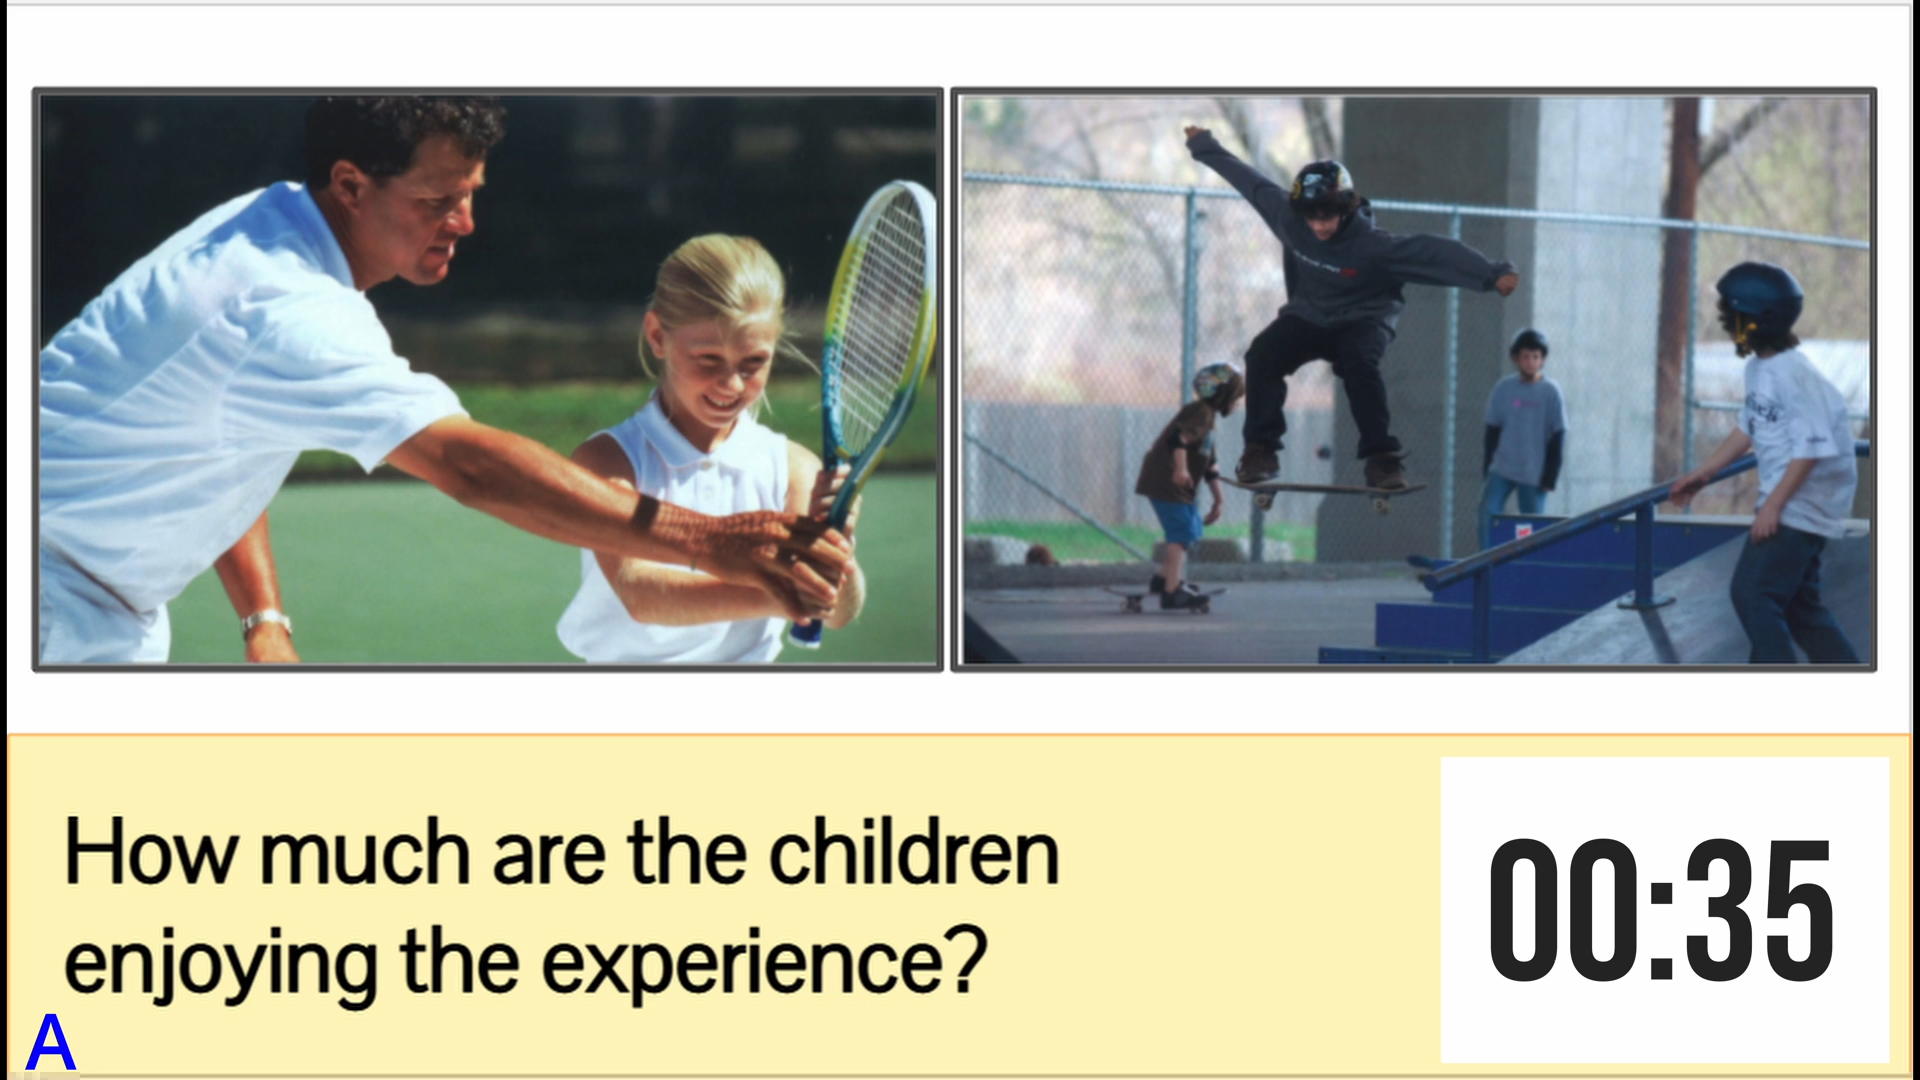 How much are the children
enjoying the experience?
00:35
A